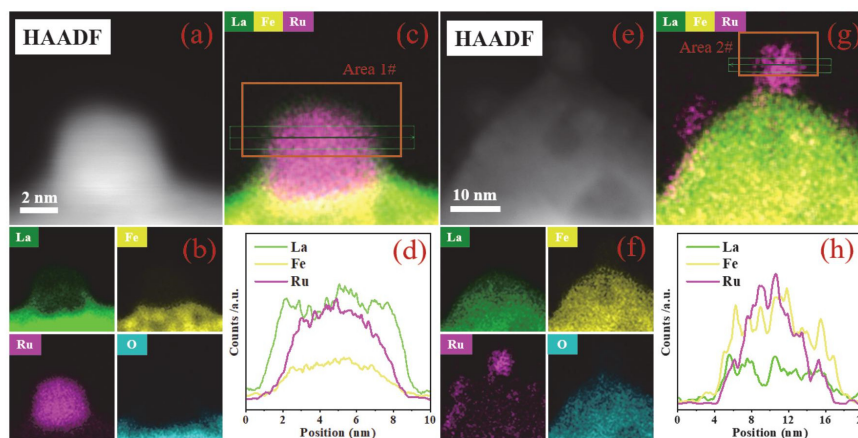 HAADF
(a)
2 nm
La Fe Ru
(c)
Area 1#
HAADF
(e)
10 nm
La Fe Ru
(g)
Area 2#
La
Fe
(b)
Ru
O
La
Fe
Ru
(d)
Counts /a.u.
0 2 4 6 8 10
Position (nm)
La
Fe
(f)
Ru
O
La
Fe
Ru
(h)
Counts /a.u.
0 4 8 12 16 20
Position (nm)